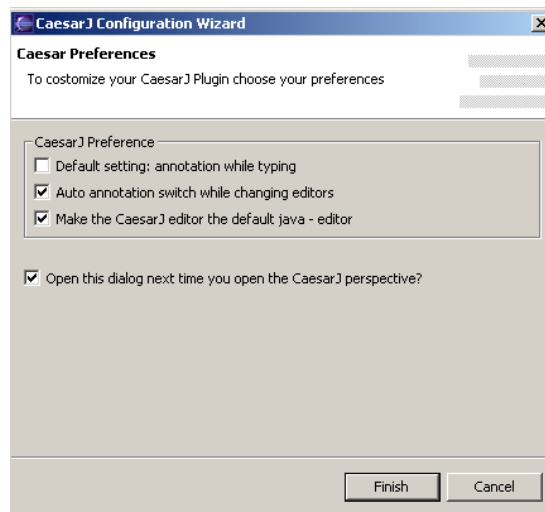 CaesarJ Configuration Wizard
Caesar Preferences
To costomize your CaesarJ Plugin choose your preferences
CaesarJ Preference
Default setting: annotation while typing
Auto annotation switch while changing editors
Make the CaesarJ editor the default java - editor
Open this dialog next time you open the CaesarJ perspective?
Finish
Cancel